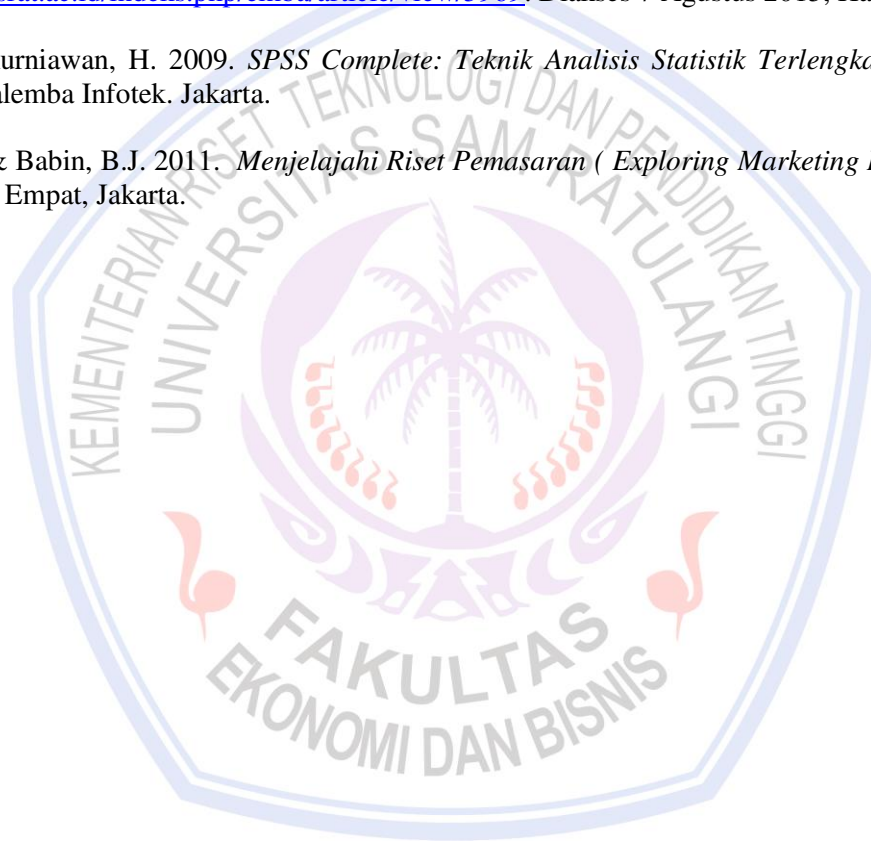 Kurniawan, H. 2009. SPSS Complete: Teknik Analisis Statistik
alemba Infotek. Jakarta.
& Babin, B.J. 2011. Menjelajahi Riset Pemasaran ( Exploring Marketing
Empat, Jakarta.
KEMENTERIAN RISET TEKNOLOGI DAN PENDIDIKAN TINGGI
UNIVERSITAS SAM RATULANGI
FAKULTAS
EKONOMI DAN BISNIS